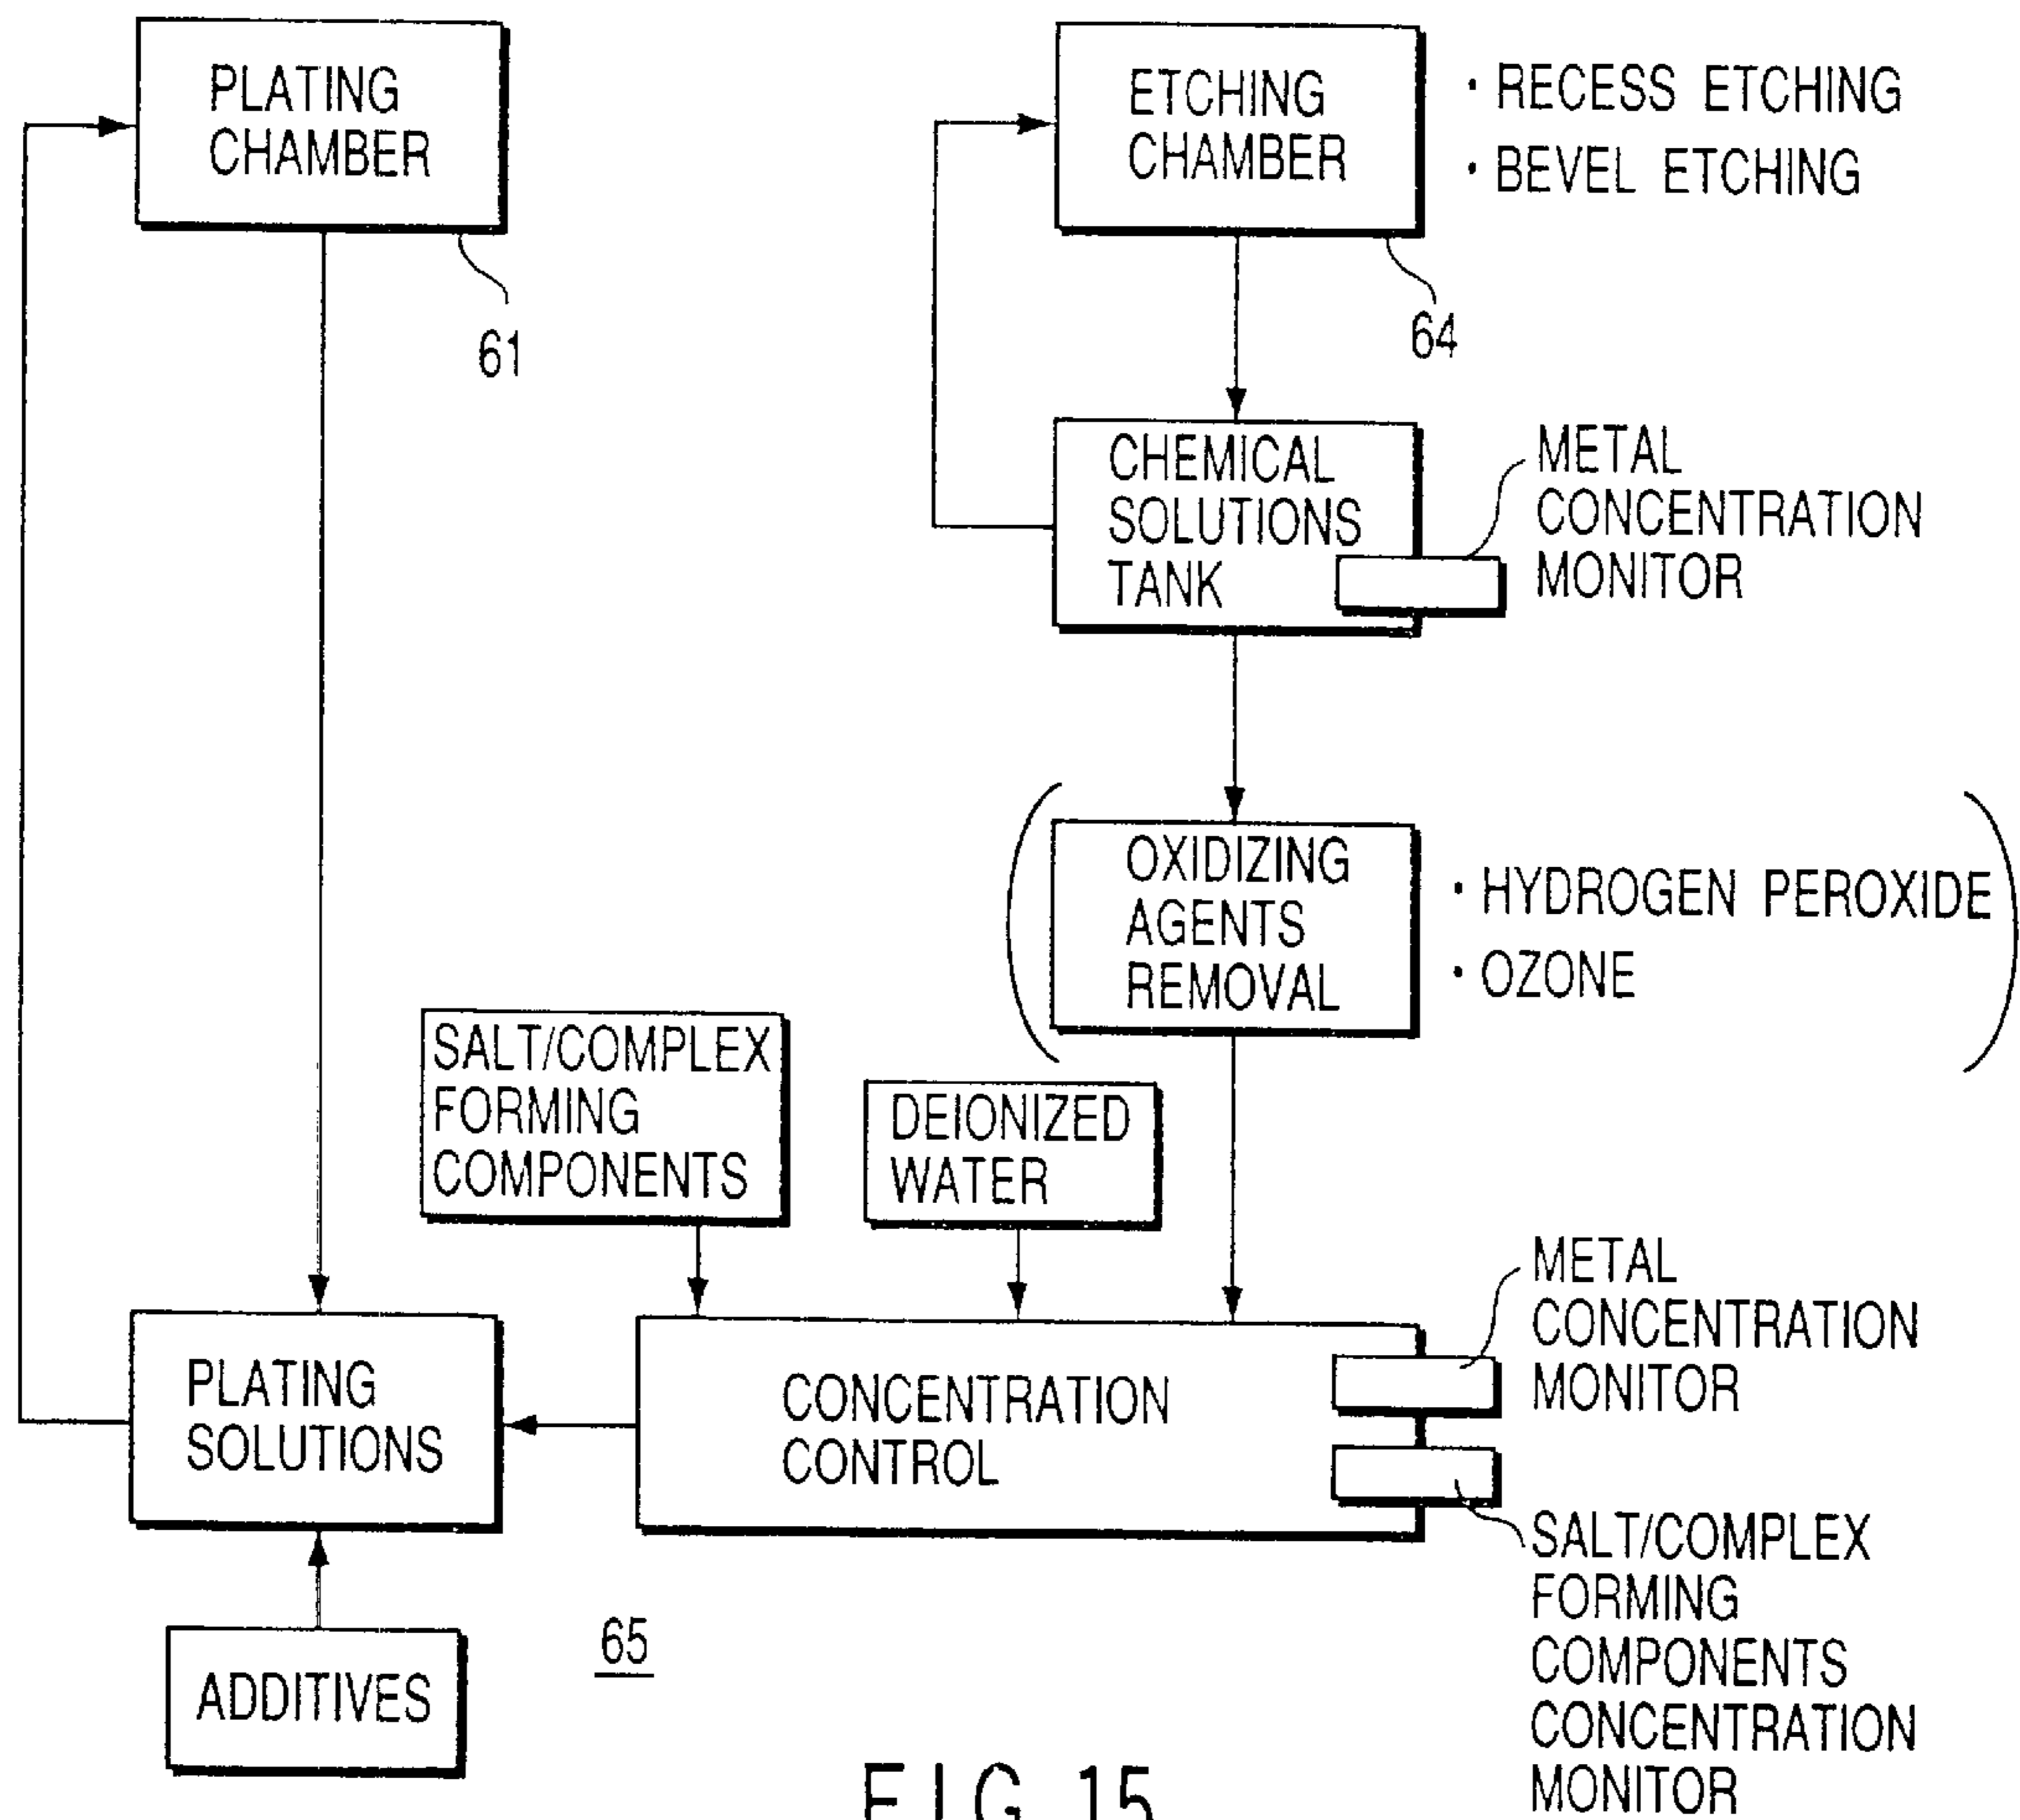 PLATING
CHAMBER
61
ETCHING
CHAMBER
· RECESS ETCHING
· BEVEL ETCHING
64
CHEMICAL
SOLUTIONS
TANK
METAL
CONCENTRATION
MONITOR
OXIDIZING
AGENTS
REMOVAL
· HYDROGEN PEROXIDE
· OZONE
SALT/COMPLEX
FORMING
COMPONENTS
DEIONIZED
WATER
PLATING
SOLUTIONS
CONCENTRATION
CONTROL
METAL
CONCENTRATION
MONITOR
SALT/COMPLEX
FORMING
COMPONENTS
CONCENTRATION
MONITOR
ADDITIVES
65
FIG. 15